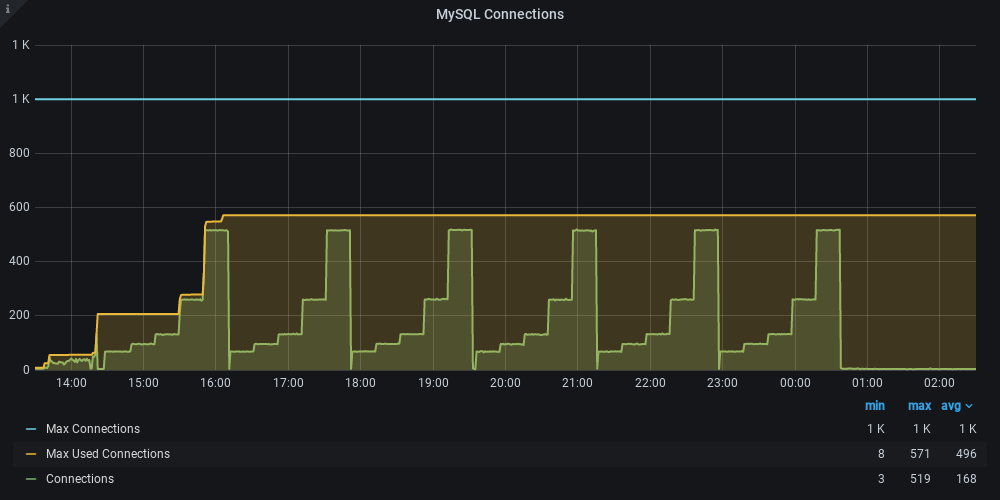 i
MySQL Connections
1 K
1 K
800
600
400
200
0
14:00 15:00 16:00 17:00 18:00 19:00 20:00 21:00 22:00 23:00 00:00 01:00 02:00
min max avg
Max Connections 1 K 1 K 1 K
Max Used Connections 8 571 496
Connections 3 519 168